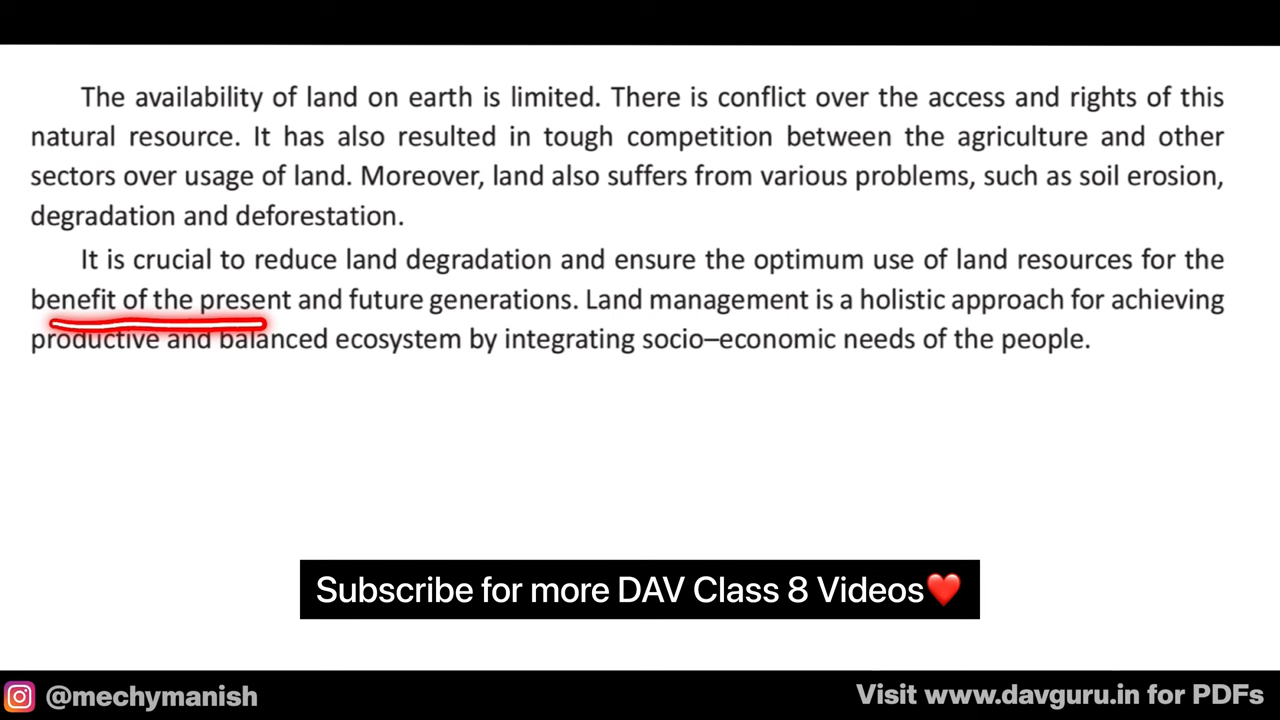 The availability of land on earth is limited. There is conflict over the access and rights of this
natural resource. It has also resulted in tough competition between the agriculture and other
sectors over usage of land. Moreover, land also suffers from various problems, such as soil erosion,
degradation and deforestation.
It is crucial to reduce land degradation and ensure the optimum use of land resources for the
benefit of the present and future generations. Land management is a holistic approach for achieving
productive and balanced ecosystem by integrating socio–economic needs of the people.
Subscribe for more DAV Class 8 Videos❤️
@mechymanish
Visit www.davguru.in for PDFs